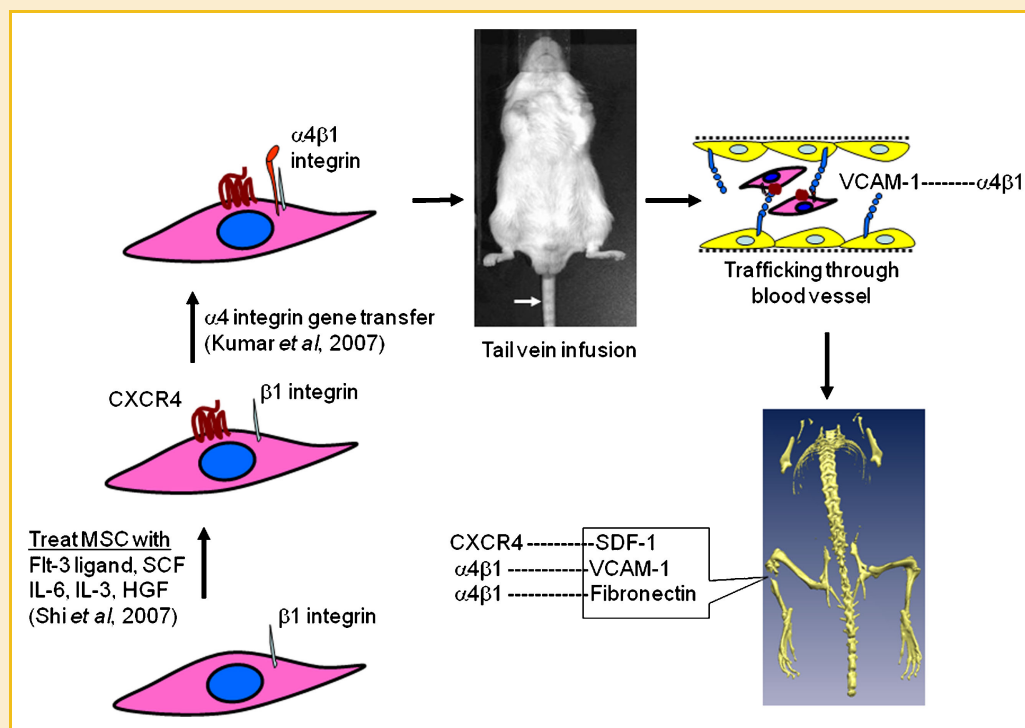 α4β1
integrin
α4 integrin gene transfer
(Kumar et al, 2007)
CXCR4
β1 integrin
Treat MSC with
Flt-3 ligand, SCF
IL-6, IL-3, HGF
(Shi et al, 2007)
β1 integrin
Tail vein infusion
VCAM-1--------α4β1
Trafficking through
blood vessel
CXCR4-----------SDF-1
α4β1-----------VCAM-1
α4β1-----------Fibronectin